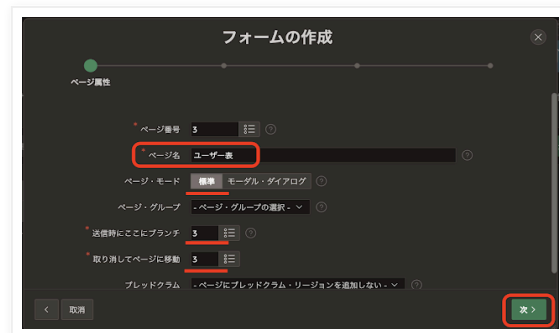 フォームの作成
ページ属性
* ページ番号 3
* ページ名 ユーザー表
ページ・モード 標準 モーダル・ダイアログ
ページ・グループ - ページ・グループの選択 -
* 送信時にここにブランチ 3
* 取り消してページに移動 3
ブレッドクラム - ページにブレッドクラム・リージョンを追加しない -
取消 次